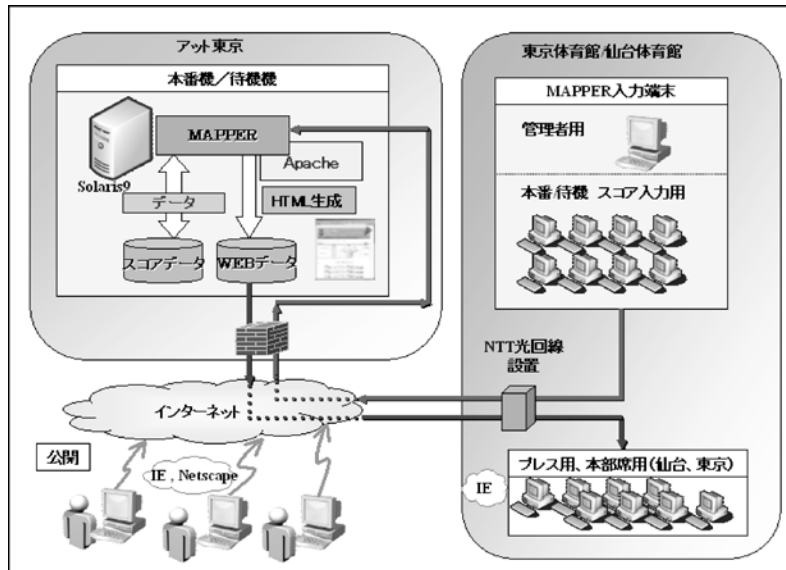 アット東京
本番機／待機機
MAPPER
Apache
Solaris9
データ
HTML生成
スコアデータ
WEBデータ
インターネット
公開
IE , Netscape
東京体育館/仙台体育館
MAPPER入力端末
管理者用
本番/待機 スコア入力用
NTT光回線
設置
プレス用、本部席用（仙台、東京）
IE